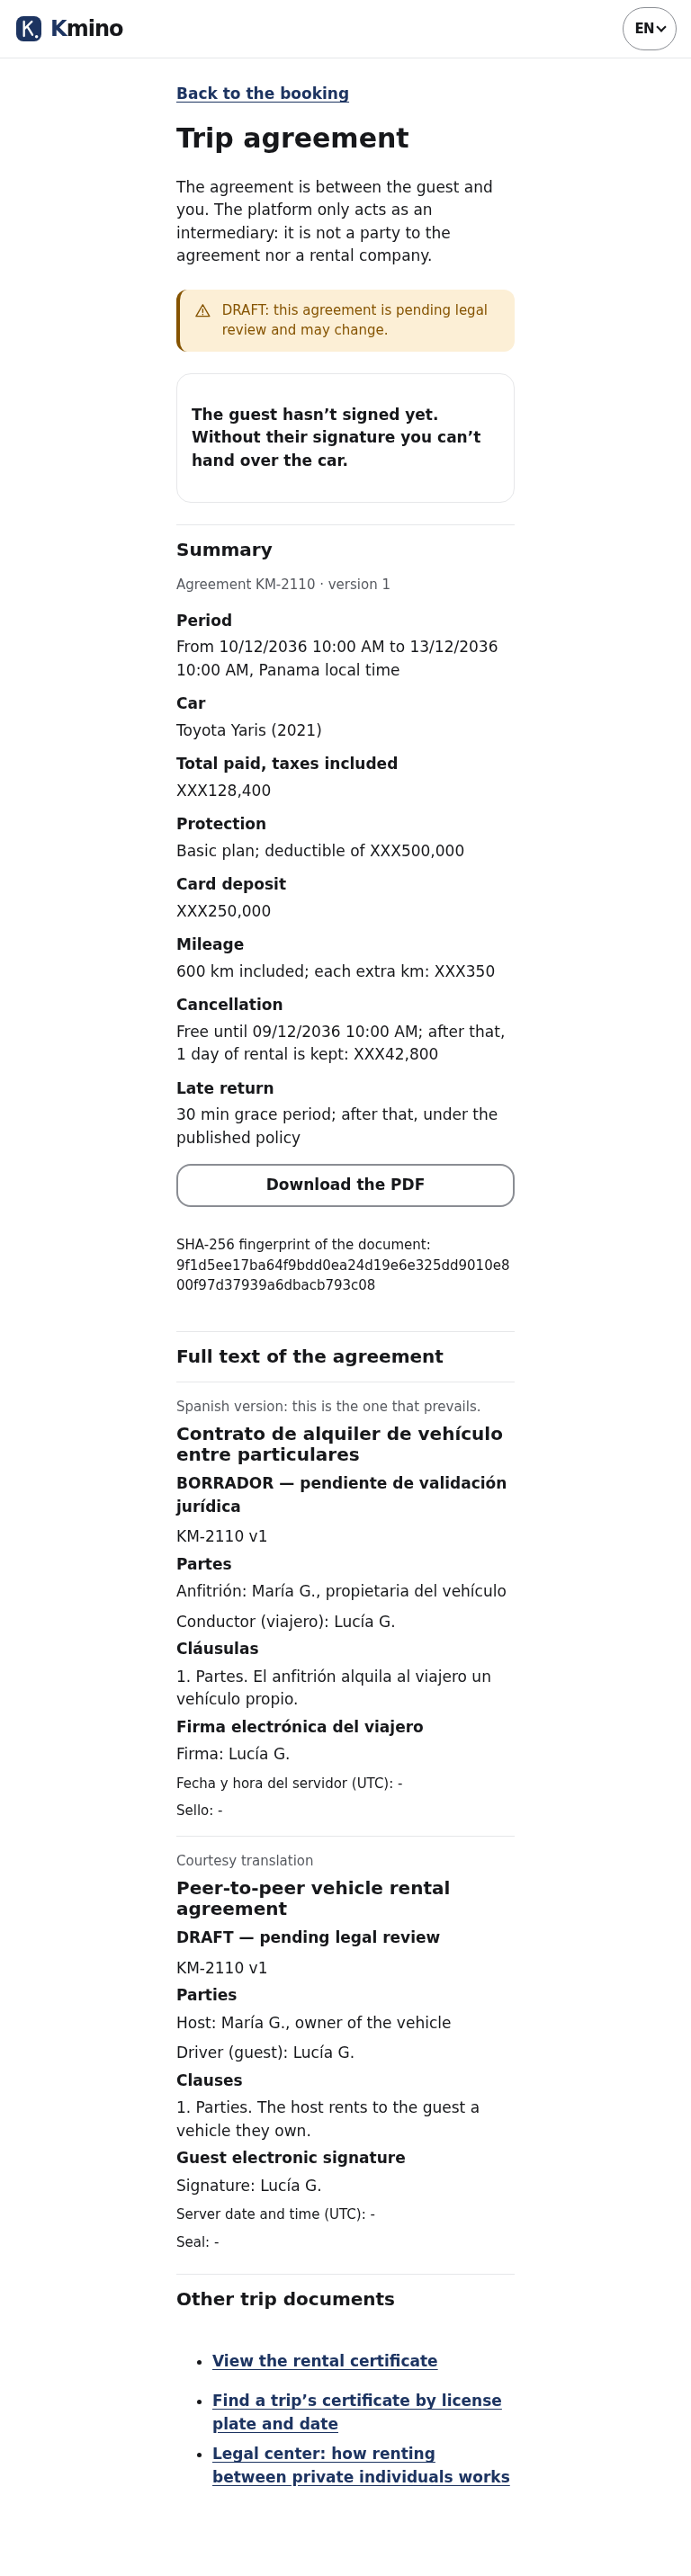 Kmino
EN
Back to the booking
Trip agreement
The agreement is between the guest and
you. The platform only acts as an
intermediary: it is not a party to the
agreement nor a rental company.
DRAFT: this agreement is pending legal
review and may change.
The guest hasn’t signed yet.
Without their signature you can’t
hand over the car.
Summary
Agreement KM-2110 · version 1
Period
From 10/12/2036 10:00 AM to 13/12/2036
10:00 AM, Panama local time
Car
Toyota Yaris (2021)
Total paid, taxes included
XXX128,400
Protection
Basic plan; deductible of XXX500,000
Card deposit
XXX250,000
Mileage
600 km included; each extra km: XXX350
Cancellation
Free until 09/12/2036 10:00 AM; after that,
1 day of rental is kept: XXX42,800
Late return
30 min grace period; after that, under the
published policy
Download the PDF
SHA-256 fingerprint of the document:
9f1d5ee17ba64f9bdd0ea24d19e6e325dd9010e8
00f97d37939a6dbacb793c08
Full text of the agreement
Spanish version: this is the one that prevails.
Contrato de alquiler de vehículo
entre particulares
BORRADOR — pendiente de validación
jurídica
KM-2110 v1
Partes
Anfitrión: María G., propietaria del vehículo
Conductor (viajero): Lucía G.
Cláusulas
1. Partes. El anfitrión alquila al viajero un
vehículo propio.
Firma electrónica del viajero
Firma: Lucía G.
Fecha y hora del servidor (UTC): -
Sello: -
Courtesy translation
Peer-to-peer vehicle rental
agreement
DRAFT — pending legal review
KM-2110 v1
Parties
Host: María G., owner of the vehicle
Driver (guest): Lucía G.
Clauses
1. Parties. The host rents to the guest a
vehicle they own.
Guest electronic signature
Signature: Lucía G.
Server date and time (UTC): -
Seal: -
Other trip documents
• View the rental certificate
• Find a trip’s certificate by license
plate and date
• Legal center: how renting
between private individuals works